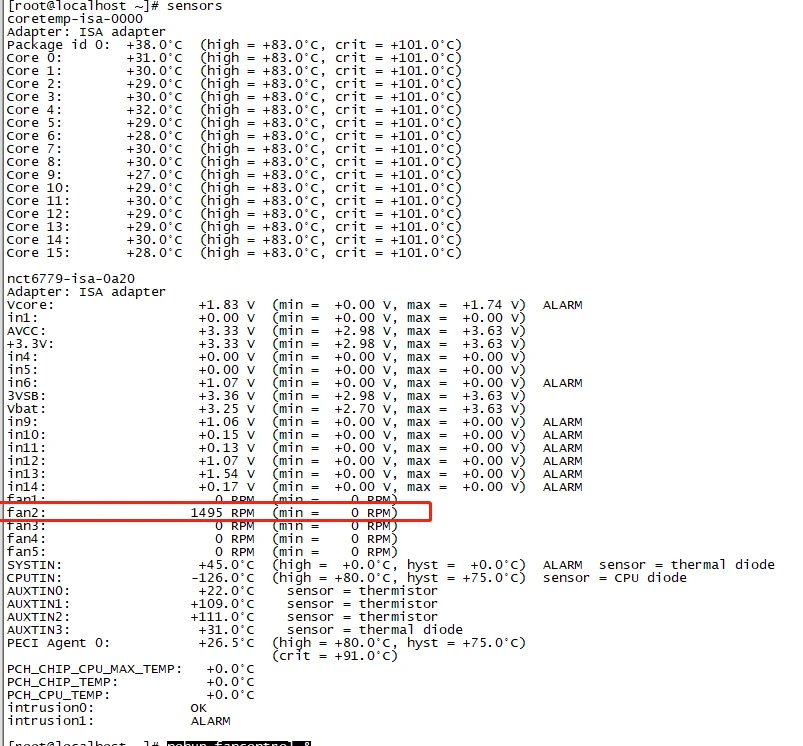 [root@localhost ~]# sensors
coretemp-isa-0000
Adapter: ISA adapter
Package id 0:  +38.0°C  (high = +83.0°C, crit = +101.0°C)
Core 0:        +31.0°C  (high = +83.0°C, crit = +101.0°C)
Core 1:        +30.0°C  (high = +83.0°C, crit = +101.0°C)
Core 2:        +29.0°C  (high = +83.0°C, crit = +101.0°C)
Core 3:        +30.0°C  (high = +83.0°C, crit = +101.0°C)
Core 4:        +32.0°C  (high = +83.0°C, crit = +101.0°C)
Core 5:        +29.0°C  (high = +83.0°C, crit = +101.0°C)
Core 6:        +28.0°C  (high = +83.0°C, crit = +101.0°C)
Core 7:        +30.0°C  (high = +83.0°C, crit = +101.0°C)
Core 8:        +30.0°C  (high = +83.0°C, crit = +101.0°C)
Core 9:        +27.0°C  (high = +83.0°C, crit = +101.0°C)
Core 10:       +29.0°C  (high = +83.0°C, crit = +101.0°C)
Core 11:       +30.0°C  (high = +83.0°C, crit = +101.0°C)
Core 12:       +29.0°C  (high = +83.0°C, crit = +101.0°C)
Core 13:       +29.0°C  (high = +83.0°C, crit = +101.0°C)
Core 14:       +30.0°C  (high = +83.0°C, crit = +101.0°C)
Core 15:       +28.0°C  (high = +83.0°C, crit = +101.0°C)
nct6779-isa-0a20
Adapter: ISA adapter
Vcore:                  +1.83 V  (min =  +0.00 V, max =  +1.74 V)  ALARM
in1:                    +0.00 V  (min =  +0.00 V, max =  +0.00 V)
AVCC:                   +3.33 V  (min =  +2.98 V, max =  +3.63 V)
+3.3V:                  +3.33 V  (min =  +2.98 V, max =  +3.63 V)
in4:                    +0.00 V  (min =  +0.00 V, max =  +0.00 V)
in5:                    +0.00 V  (min =  +0.00 V, max =  +0.00 V)
in6:                    +1.07 V  (min =  +0.00 V, max =  +0.00 V)  ALARM
3VSB:                   +3.36 V  (min =  +2.98 V, max =  +3.63 V)
Vbat:                   +3.25 V  (min =  +2.70 V, max =  +3.63 V)
in9:                    +1.06 V  (min =  +0.00 V, max =  +0.00 V)  ALARM
in10:                   +0.15 V  (min =  +0.00 V, max =  +0.00 V)  ALARM
in11:                   +0.13 V  (min =  +0.00 V, max =  +0.00 V)  ALARM
in12:                   +1.07 V  (min =  +0.00 V, max =  +0.00 V)  ALARM
in13:                   +1.54 V  (min =  +0.00 V, max =  +0.00 V)  ALARM
in14:                   +0.17 V  (min =  +0.00 V, max =  +0.00 V)  ALARM
fan1:                     0 RPM  (min =    0 RPM)
fan2:                  1495 RPM  (min =    0 RPM)
fan3:                     0 RPM  (min =    0 RPM)
fan4:                     0 RPM  (min =    0 RPM)
fan5:                     0 RPM  (min =    0 RPM)
SYSTIN:                 +45.0°C  (high =  +0.0°C, hyst =  +0.0°C)  ALARM  sensor = thermal diode
CPUTIN:                -126.0°C  (high = +80.0°C, hyst = +75.0°C)  sensor = CPU diode
AUXTIN0:                +22.0°C    sensor = thermistor
AUXTIN1:               +109.0°C    sensor = thermistor
AUXTIN2:               +111.0°C    sensor = thermistor
AUXTIN3:                +31.0°C    sensor = thermal diode
PECI Agent 0:           +26.5°C  (high = +80.0°C, hyst = +75.0°C)
(crit = +91.0°C)
PCH_CHIP_CPU_MAX_TEMP:   +0.0°C
PCH_CHIP_TEMP:           +0.0°C
PCH_CPU_TEMP:            +0.0°C
intrusion0:            OK
intrusion1:            ALARM
[root@localhost ~]# nohup fancontrol &